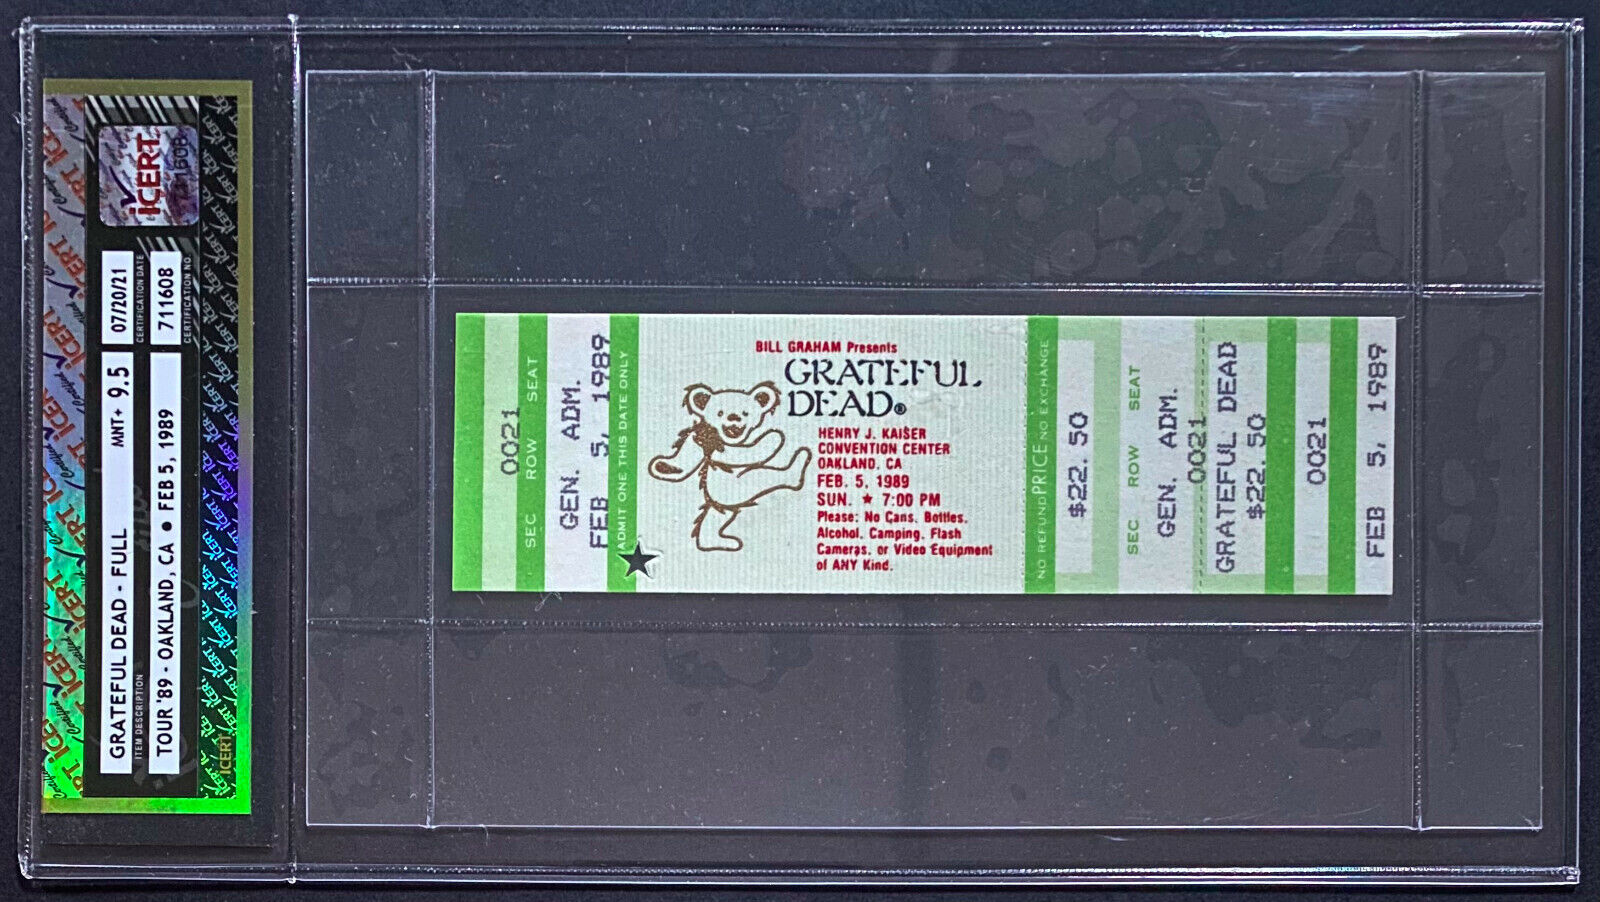 iCERT
711608
GRATEFUL DEAD - FULL MNT+ 9.5 07/20/21
ITEM DESCRIPTION CERTIFICATION DATE
TOUR '89 - OAKLAND, CA ● FEB 5, 1989 711608
CERTIFICATION NO.
iCERT
0021
SEC ROW SEAT
GEN. ADM.
FEB 5, 1989
ADMIT ONE THIS DATE ONLY
BILL GRAHAM Presents
GRATEFUL
DEAD®
HENRY J. KAISER
CONVENTION CENTER
OAKLAND, CA
FEB. 5, 1989
SUN. ★ 7:00 PM
Please: No Cans, Bottles,
Alcohol, Camping, Flash
Cameras, or Video Equipment
of ANY Kind.
NO REFUND PRICE NO EXCHANGE
$22.50
SEC ROW SEAT
GEN. ADM.
0021
GRATEFUL DEAD
$22.50
0021
FEB 5, 1989